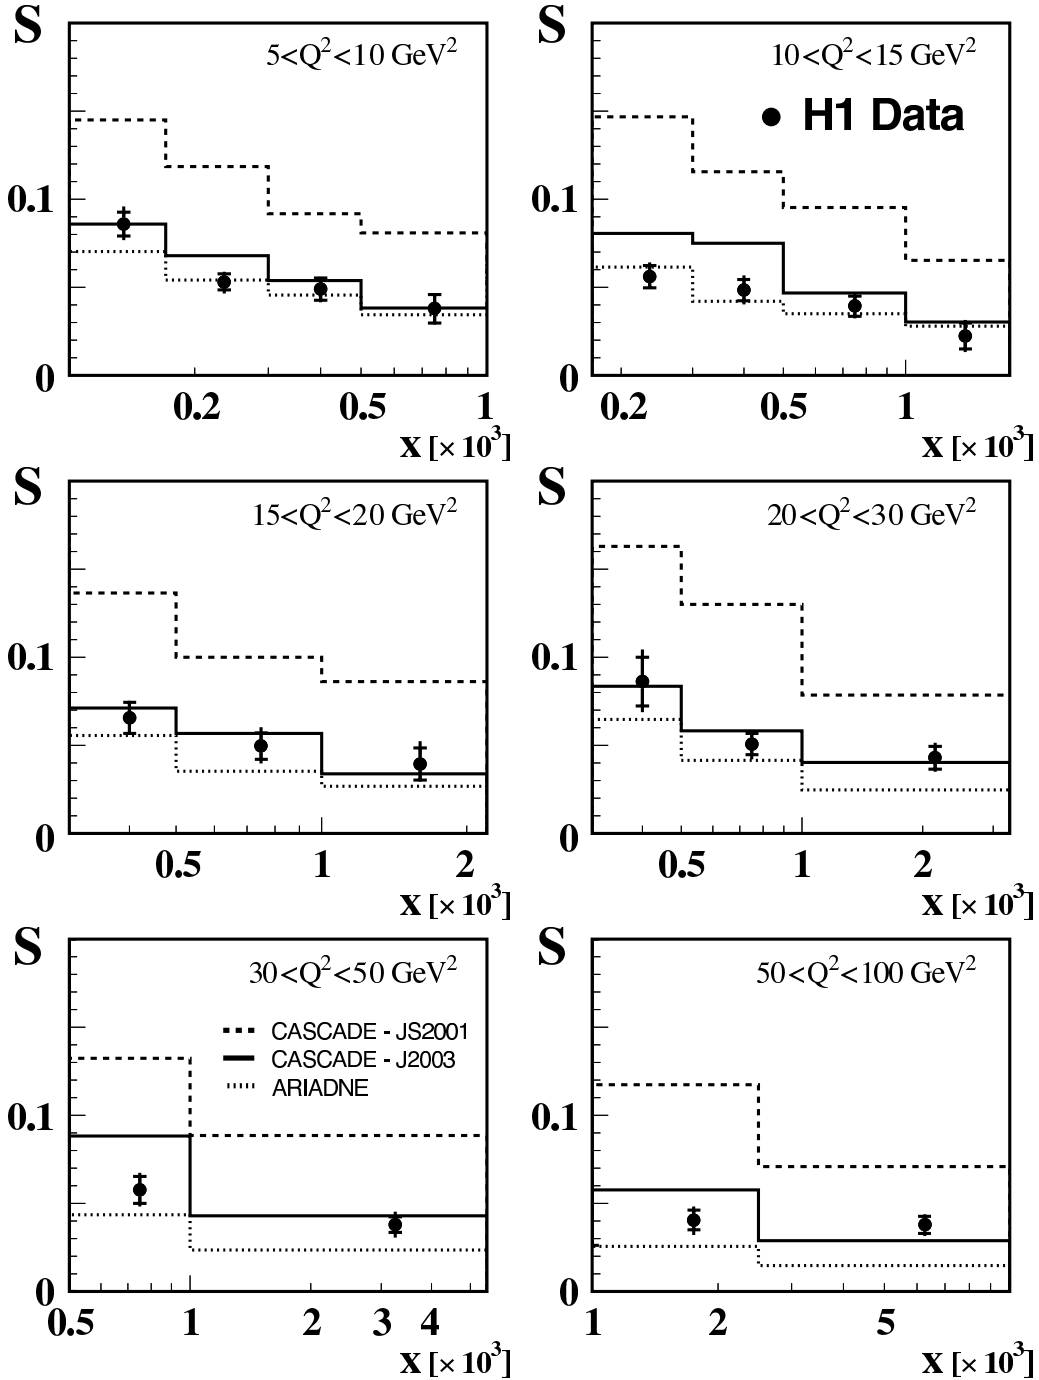 S
5<Q²<10 GeV²
0.1
0
0.2 0.5 1
x [× 10³]
S
10<Q²<15 GeV²
H1 Data
0.1
0
0.2 0.5 1
x [× 10³]
S
15<Q²<20 GeV²
0.1
0
0.5 1 2
x [× 10³]
S
20<Q²<30 GeV²
0.1
0
0.5 1 2
x [× 10³]
S
30<Q²<50 GeV²
CASCADE - JS2001
CASCADE - J2003
ARIADNE
0.1
0
0.5 1 2 3 4
x [× 10³]
S
50<Q²<100 GeV²
0.1
0
1 2 5
x [× 10³]